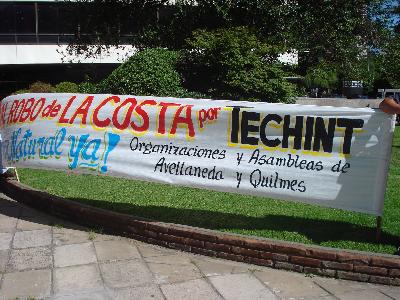 ROBO de LA COSTA por TECHINT
Natural Ya!
Organizaciones y Asambleas de
Avellaneda y Quilmes